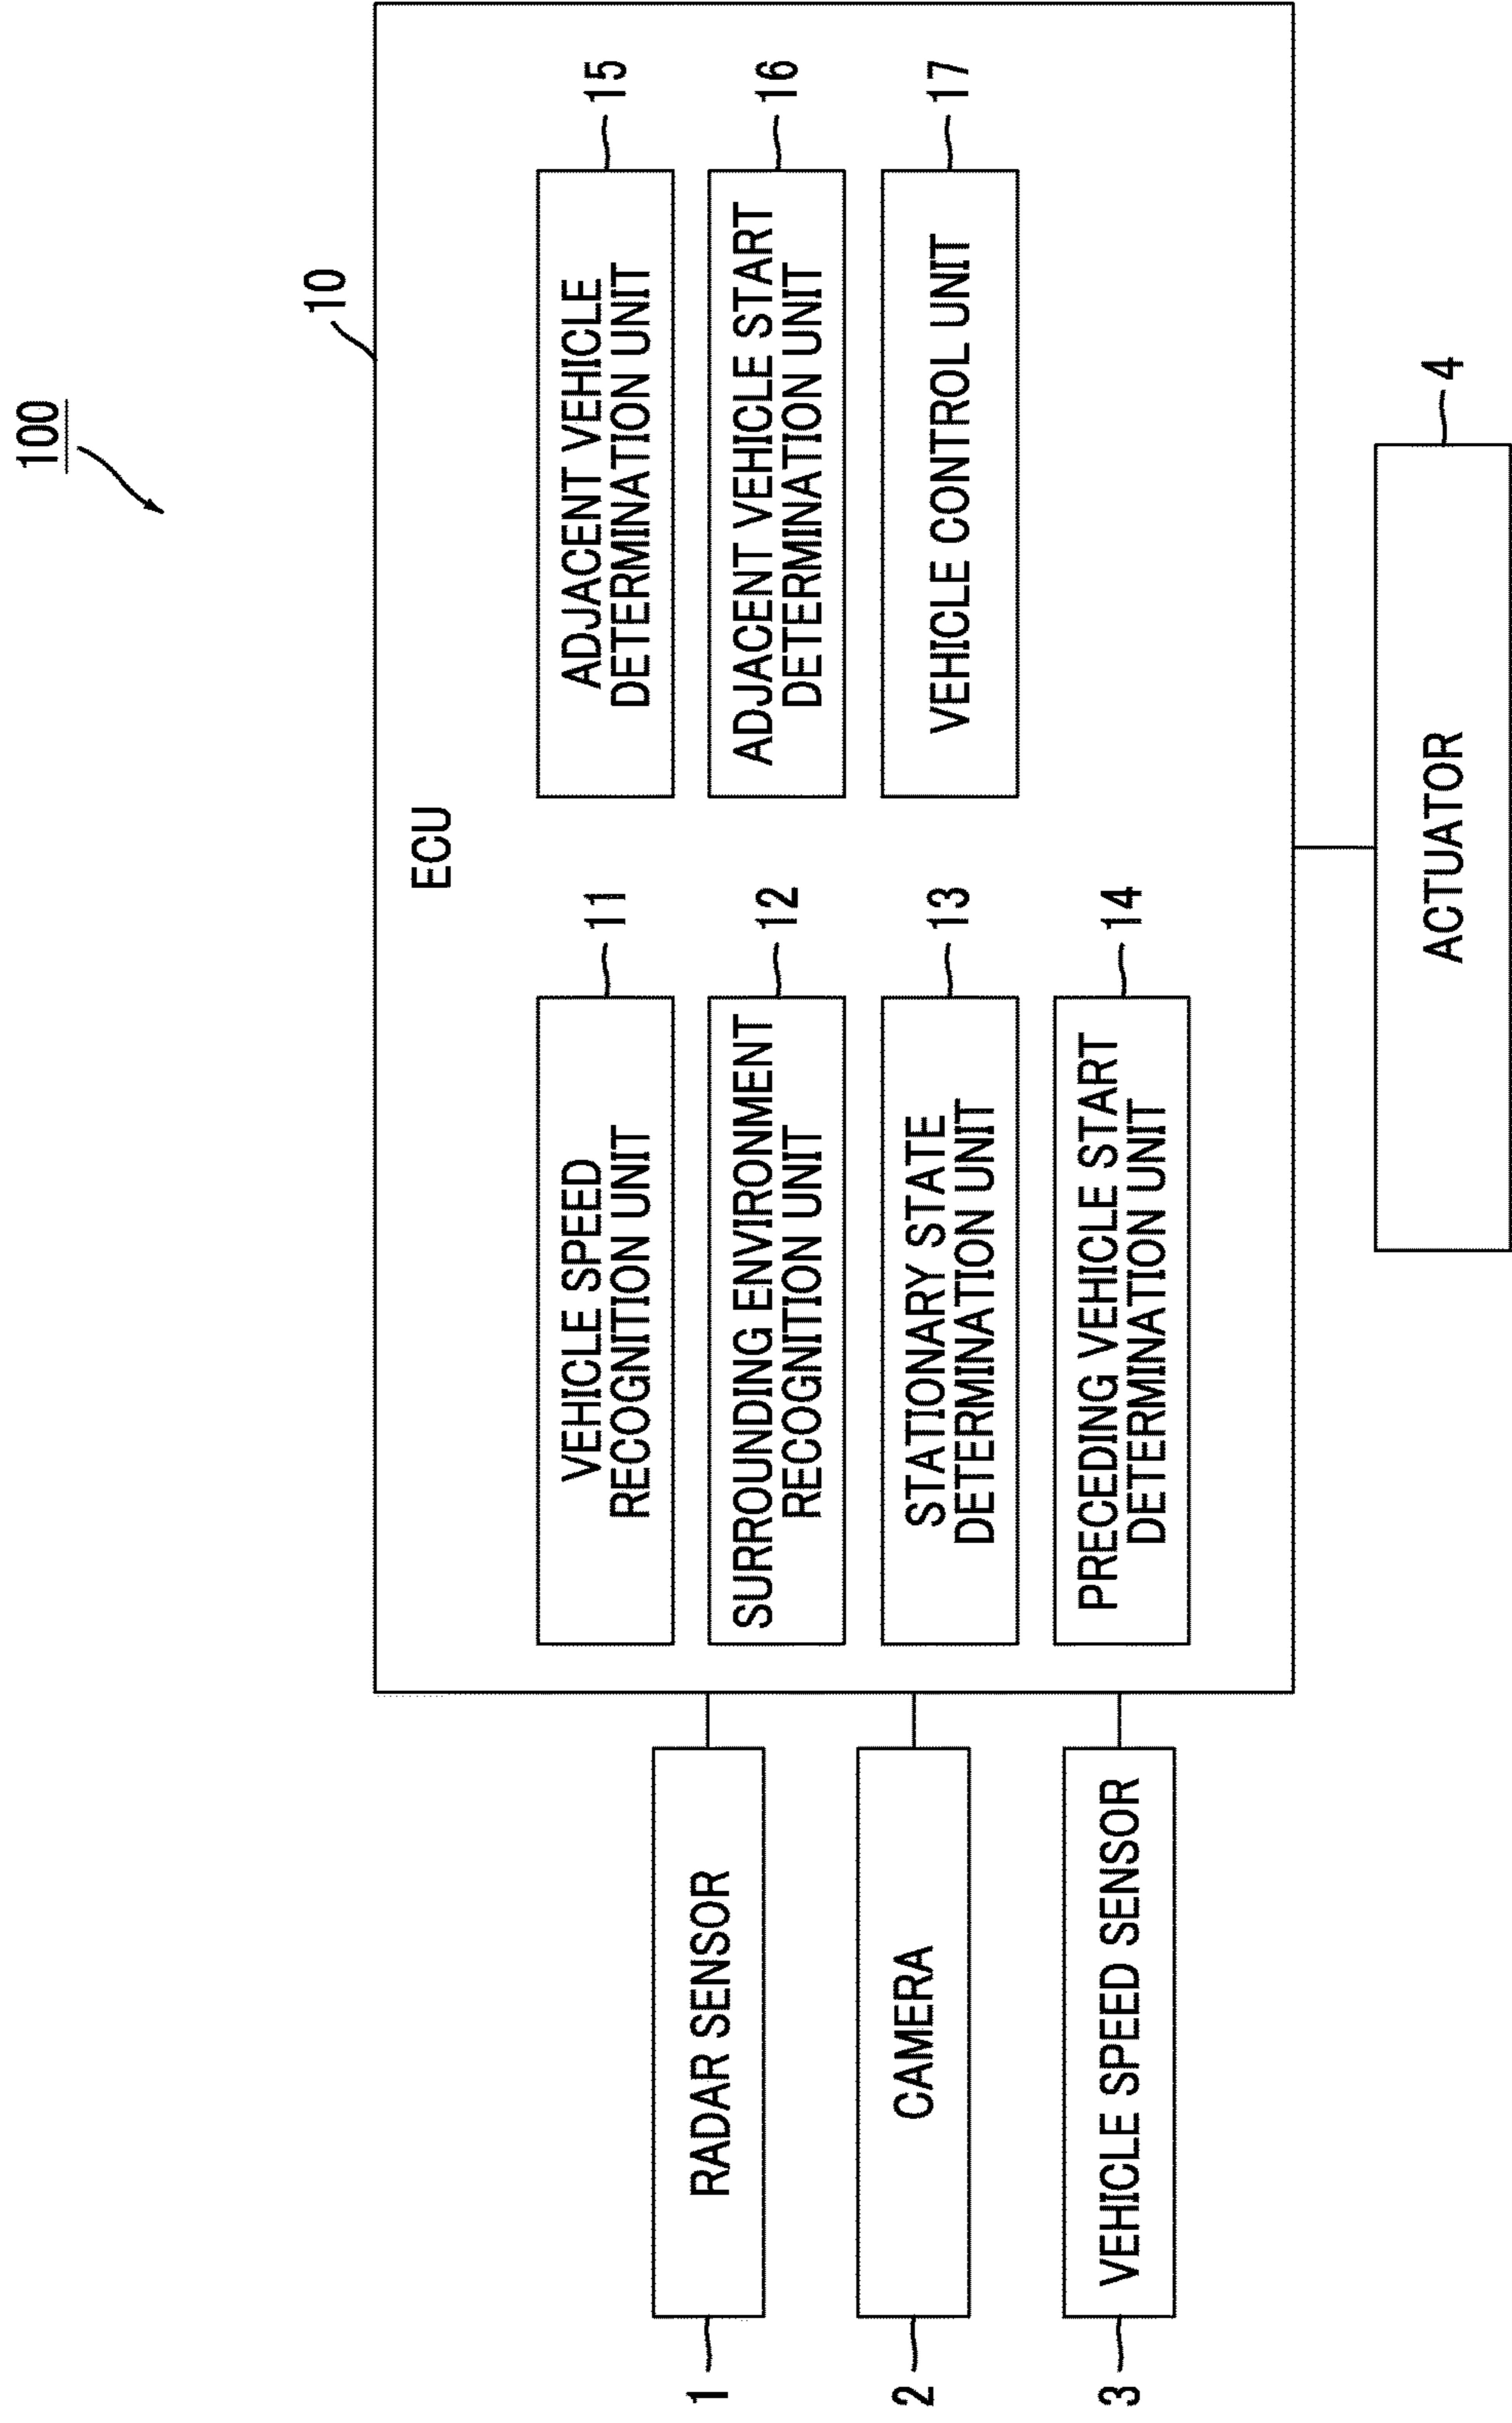 100
10
ECU
1
RADAR SENSOR
2
CAMERA
3
VEHICLE SPEED SENSOR
VEHICLE SPEED
RECOGNITION UNIT
11
SURROUNDING ENVIRONMENT
RECOGNITION UNIT
12
STATIONARY STATE
DETERMINATION UNIT
13
PRECEDING VEHICLE START
DETERMINATION UNIT
14
ADJACENT VEHICLE
DETERMINATION UNIT
15
ADJACENT VEHICLE START
DETERMINATION UNIT
16
VEHICLE CONTROL UNIT
17
ACTUATOR
4